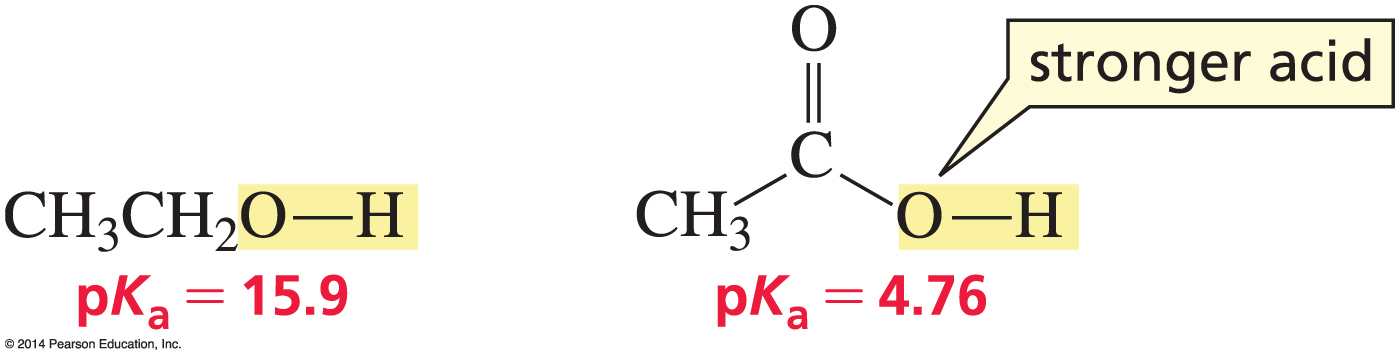 O
stronger acid
C
CH₃CH₂O—H
CH₃
O—H
pKₐ = 15.9
pKₐ = 4.76
© 2014 Pearson Education, Inc.